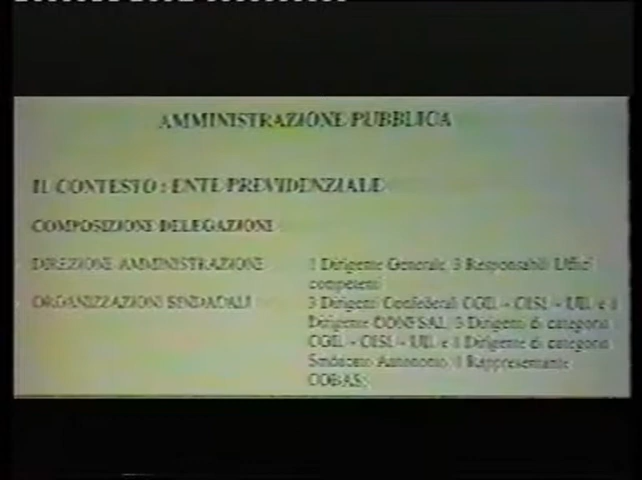 AMMINISTRAZIONE PUBBLICA
IL CONTESTO : ENTE PREVIDENZIALE
COMPOSIZIONE DELEGAZIONE
DIREZIONE AMMINISTRAZIONE
1 Dirigente Generale, 3 Responsabili Uffici
competenti
ORGANIZZAZIONI SINDACALI
3 Dirigenti Confederali CGIL - CISL - UIL e 1
Dirigente CONFSAL, 3 Dirigenti di categoria
CGIL - CISL - UIL e 1 Dirigente di categoria
Sindacato Autonomo, 1 Rappresentante
COBAS;